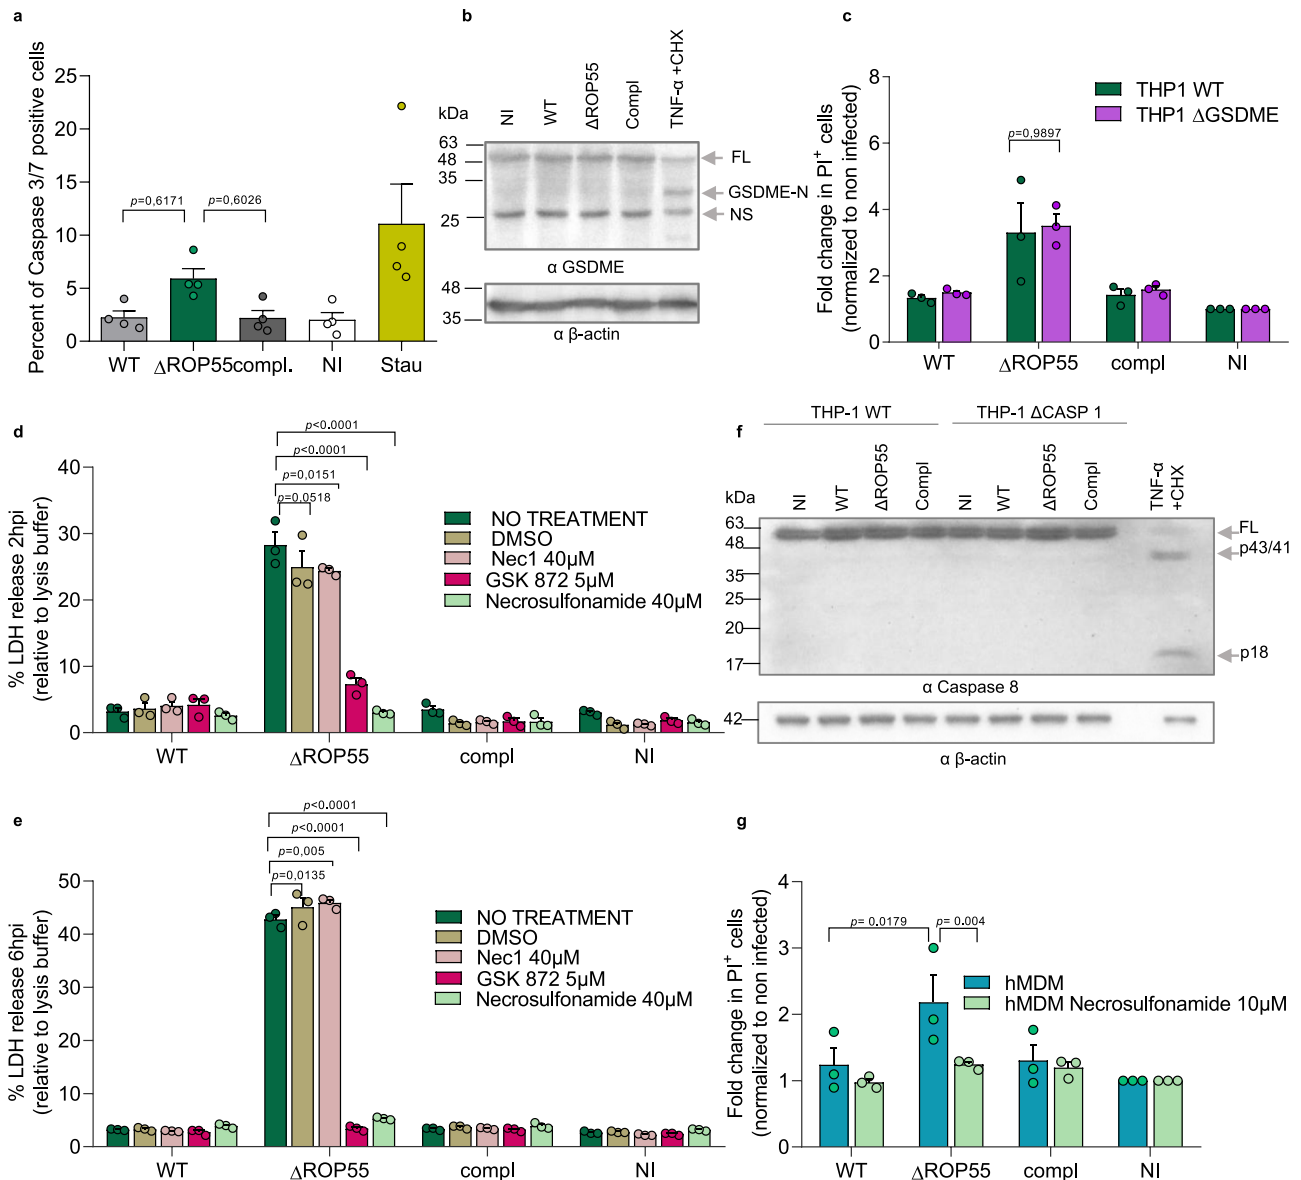 a
Percent of Caspase 3/7 positive cells
25
20
15
10
5
0
p=0,6171
p=0,6026
WT
ΔROP55
compl.
NI
Stau
b
kDa
NI
WT
ΔROP55
Compl
TNF-α +CHX
63
48
35
25
FL
GSDME-N
NS
α GSDME
48
35
α β-actin
c
Fold change in PI+ cells
(normalized to non infected)
8
6
4
2
0
THP1 WT
THP1 ΔGSDME
p=0,9897
WT
ΔROP55
compl
NI
d
% LDH release 2hpi
(relative to lysis buffer)
40
30
20
10
0
p<0.0001
p<0.0001
p=0,0151
p=0,0518
NO TREATMENT
DMSO
Nec1 40μM
GSK 872 5μM
Necrosulfonamide 40μM
WT
ΔROP55
compl
NI
f
THP-1 WT
THP-1 ΔCASP 1
kDa
NI
WT
ΔROP55
Compl
NI
WT
ΔROP55
Compl
TNF-α
+CHX
63
48
35
25
20
17
FL
p43/41
p18
α Caspase 8
42
α β-actin
e
% LDH release 6hpi
(relative to lysis buffer)
50
40
30
20
10
0
p<0.0001
p<0.0001
p=0,005
p=0,0135
NO TREATMENT
DMSO
Nec1 40μM
GSK 872 5μM
Necrosulfonamide 40μM
WT
ΔROP55
compl
NI
g
Fold change in PI+ cells
(normalized to non infected)
4
3
2
1
0
p= 0.0179
p= 0.004
hMDM
hMDM Necrosulfonamide 10μM
WT
ΔROP55
compl
NI